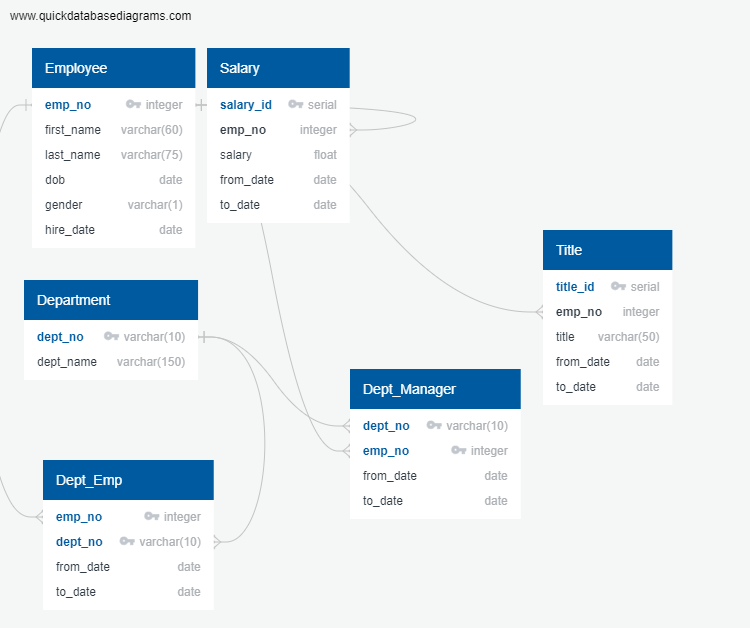 www.quickdatabasediagrams.com
Employee
emp_no integer
first_name varchar(60)
last_name varchar(75)
dob date
gender varchar(1)
hire_date date
Salary
salary_id serial
emp_no integer
salary float
from_date date
to_date date
Title
title_id serial
emp_no integer
title varchar(50)
from_date date
to_date date
Department
dept_no varchar(10)
dept_name varchar(150)
Dept_Manager
dept_no varchar(10)
emp_no integer
from_date date
to_date date
Dept_Emp
emp_no integer
dept_no varchar(10)
from_date date
to_date date